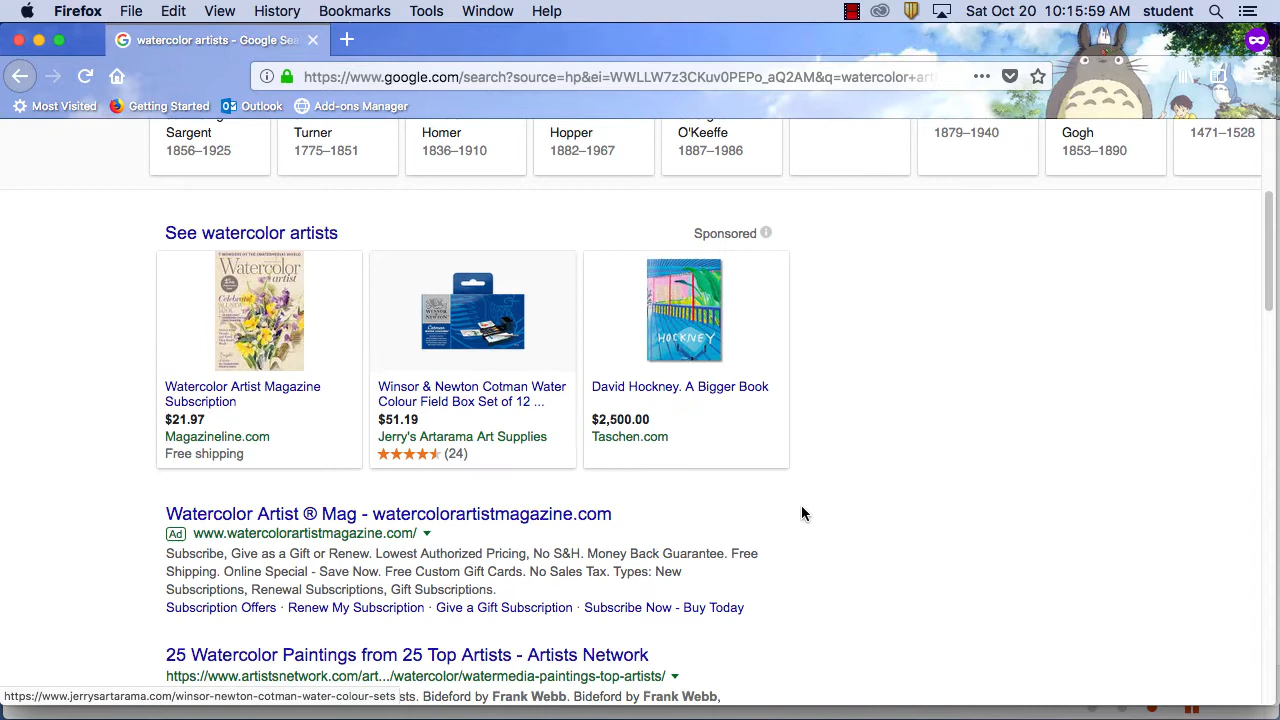 Firefox File Edit View History Bookmarks Tools Window Help Sat Oct 20 10:15:59 AM student
watercolor artists - Google Sea
https://www.google.com/search?source=hp&ei=WWLLW7z3CKuv0PEPo_aQ2AM&q=watercolor+arti
Most Visited Getting Started Outlook Add-ons Manager
Sargent Turner Homer Hopper O'Keeffe 1879–1940 Gogh 1471–1528
1856–1925 1775–1851 1836–1910 1882–1967 1887–1986 1853–1890
See watercolor artists Sponsored
Watercolor
artist
HOCKNEY
Watercolor Artist Magazine
Subscription
$21.97
Magazineline.com
Free shipping
Winsor & Newton Cotman Water
Colour Field Box Set of 12 ...
$51.19
Jerry's Artarama Art Supplies
(24)
David Hockney. A Bigger Book
$2,500.00
Taschen.com
Watercolor Artist ® Mag - watercolorartistmagazine.com
Ad www.watercolorartistmagazine.com/
Subscribe, Give as a Gift or Renew. Lowest Authorized Pricing, No S&H. Money Back Guarantee. Free
Shipping. Online Special - Save Now. Free Custom Gift Cards. No Sales Tax. Types: New
Subscriptions, Renewal Subscriptions, Gift Subscriptions.
Subscription Offers · Renew My Subscription · Give a Gift Subscription · Subscribe Now - Buy Today
25 Watercolor Paintings from 25 Top Artists - Artists Network
https://www.artistsnetwork.com/art.../watercolor/watermedia-paintings-top-artists/
https://www.jerrysartarama.com/winsor-newton-cotman-water-colour-sets sts. Bideford by Frank Webb. Bideford by Frank Webb,